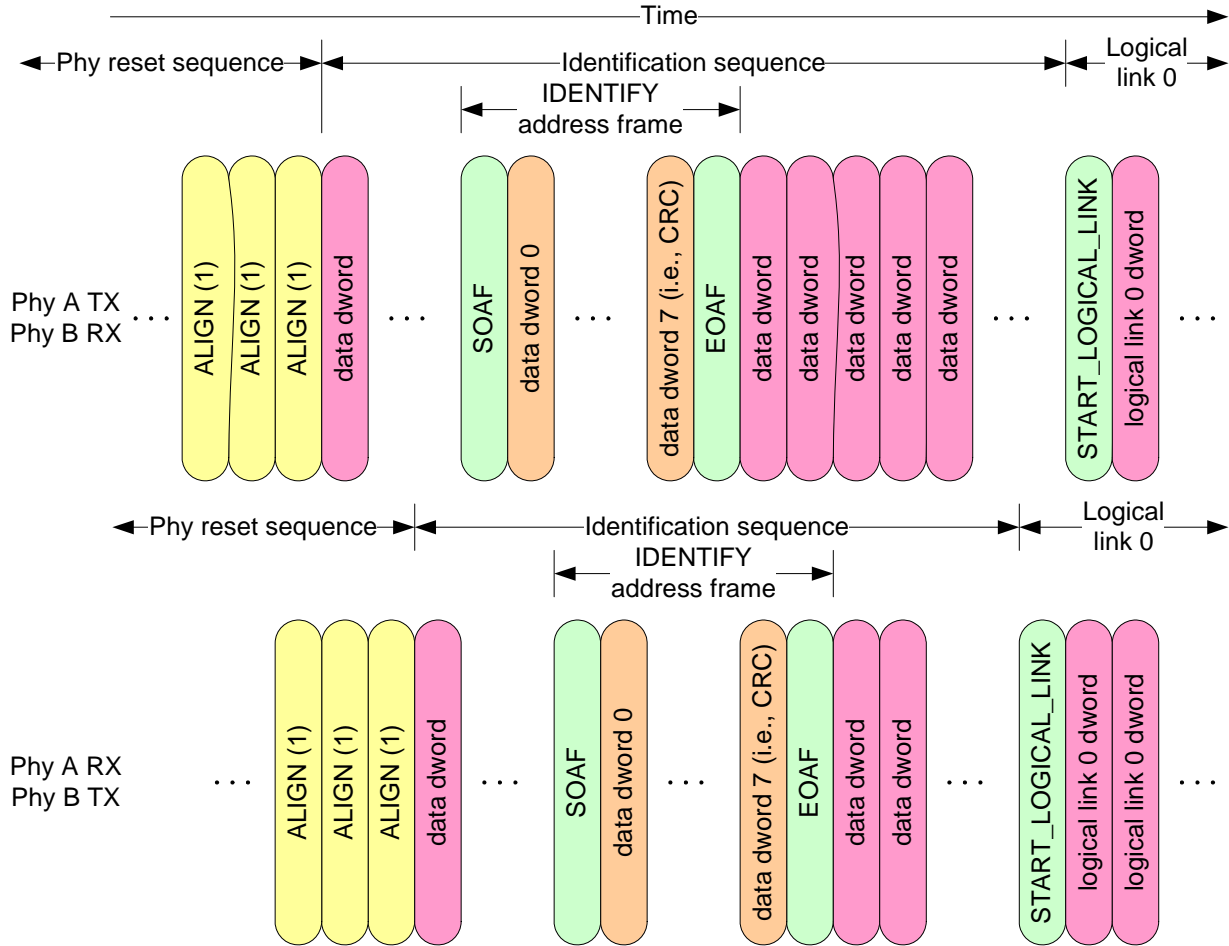 Time
Phy reset sequence
Identification sequence
Logical
link 0
IDENTIFY
address frame
Phy A TX
Phy B RX
. . .
ALIGN (1)
ALIGN (1)
ALIGN (1)
data dword
. . .
SOAF
data dword 0
. . .
data dword 7 (i.e., CRC)
EOAF
data dword
data dword
data dword
data dword
data dword
. . .
START_LOGICAL_LINK
logical link 0 dword
. . .
Phy reset sequence
Identification sequence
Logical
link 0
IDENTIFY
address frame
Phy A RX
Phy B TX
. . .
ALIGN (1)
ALIGN (1)
ALIGN (1)
data dword
. . .
SOAF
data dword 0
. . .
data dword 7 (i.e., CRC)
EOAF
data dword
data dword
. . .
START_LOGICAL_LINK
logical link 0 dword
logical link 0 dword
. . .